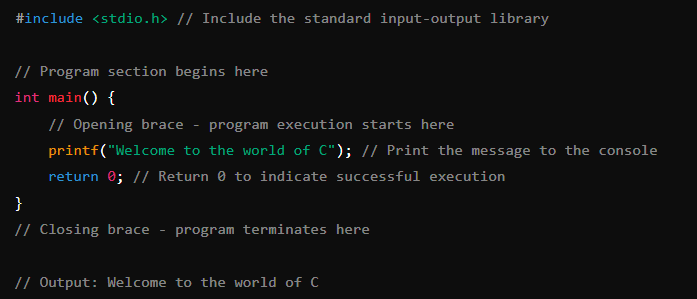 #include <stdio.h> // Include the standard input-output library
// Program section begins here
int main() {
// Opening brace - program execution starts here
printf("Welcome to the world of C"); // Print the message to the console
return 0; // Return 0 to indicate successful execution
}
// Closing brace - program terminates here
// Output: Welcome to the world of C